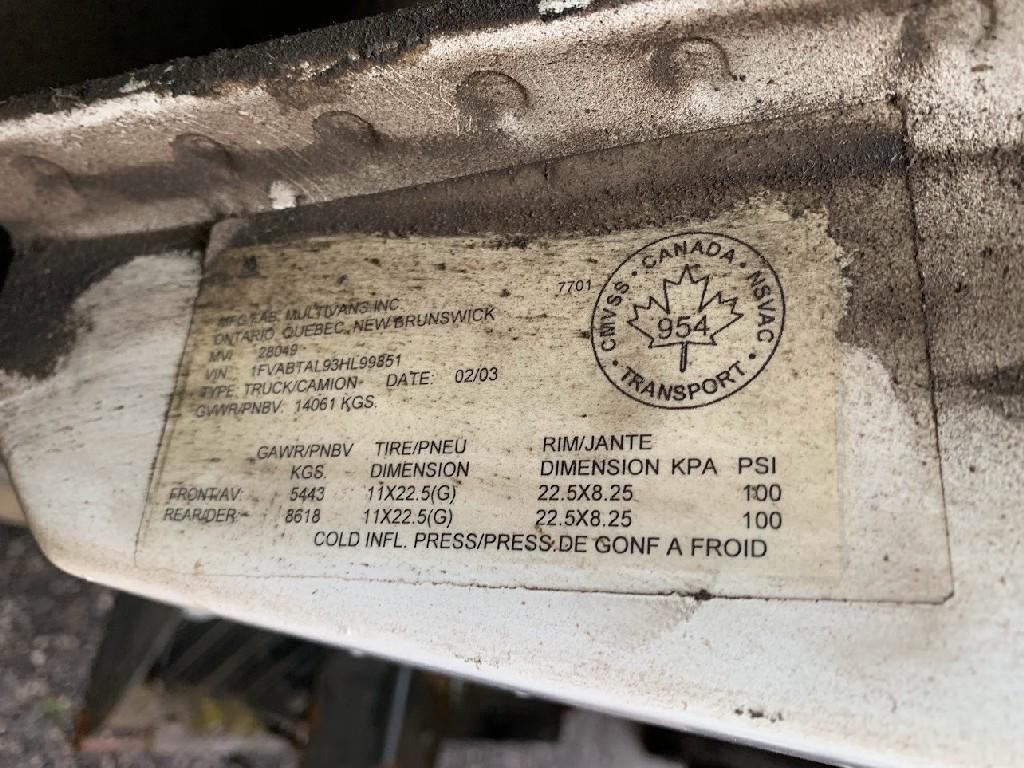 MFG/FAB. MULTIVANS INC
ONTARIO, QUEBEC, NEW BRUNSWICK
MVI 28049
VIN: 1FVABTAL93HL99851
TYPE: TRUCK/CAMION DATE: 02/03
GVWR/PNBV: 14061 KGS.
7701
CMVSS · CANADA · NSVAC · TRANSPORT ·
954
GAWR/PNBV TIRE/PNEU RIM/JANTE
KGS. DIMENSION DIMENSION KPA PSI
FRONT/AV: 5443 11X22.5(G) 22.5X8.25 100
REAR/DER: 8618 11X22.5(G) 22.5X8.25 100
COLD INFL. PRESS/PRESS.DE GONF A FROID